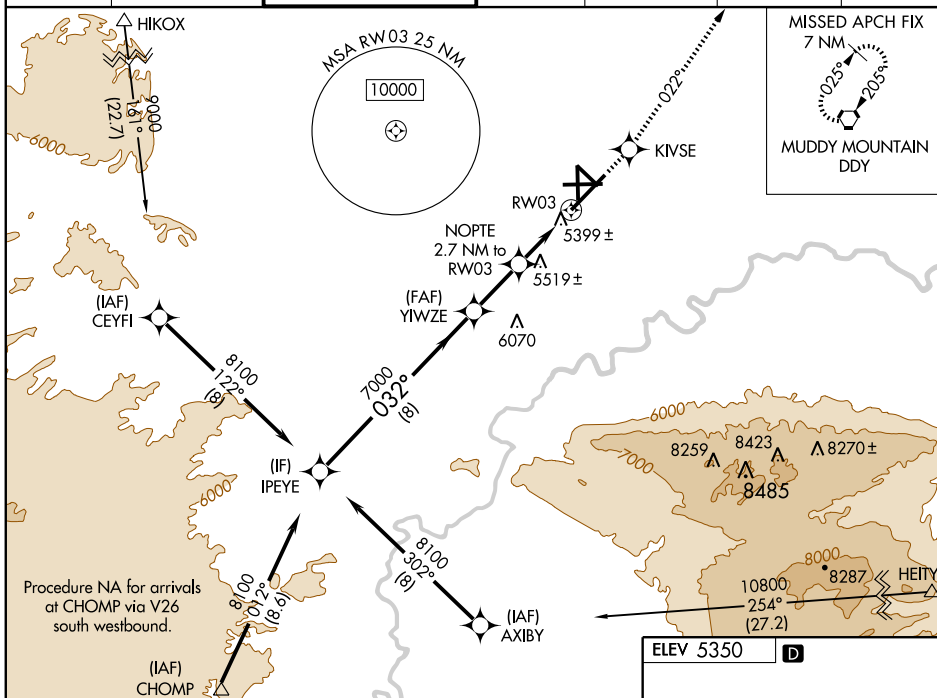 HIKOX
9000
161°
(22.7)
6000
MSA RW03 25 NM
10000
022°
MISSED APCH FIX
7 NM
025°
205°
MUDDY MOUNTAIN
DDY
KIVSE
RW03
5399 ±
NOPTE
2.7 NM to
RW03
5519 ±
(FAF)
YIWZE
6070
(IAF)
CEYFI
8100
122°
(8)
7000
032°
(8)
(IF)
IPEYE
6000
6000
7000
8259
8423
8270 ±
8485
8000
8287
HEITY
10800
254°
(27.2)
8100
302°
(8)
(IAF)
AXIBY
Procedure NA for arrivals
at CHOMP via V26
south westbound.
8100
012°
(8.6)
(IAF)
CHOMP
ELEV 5350
D